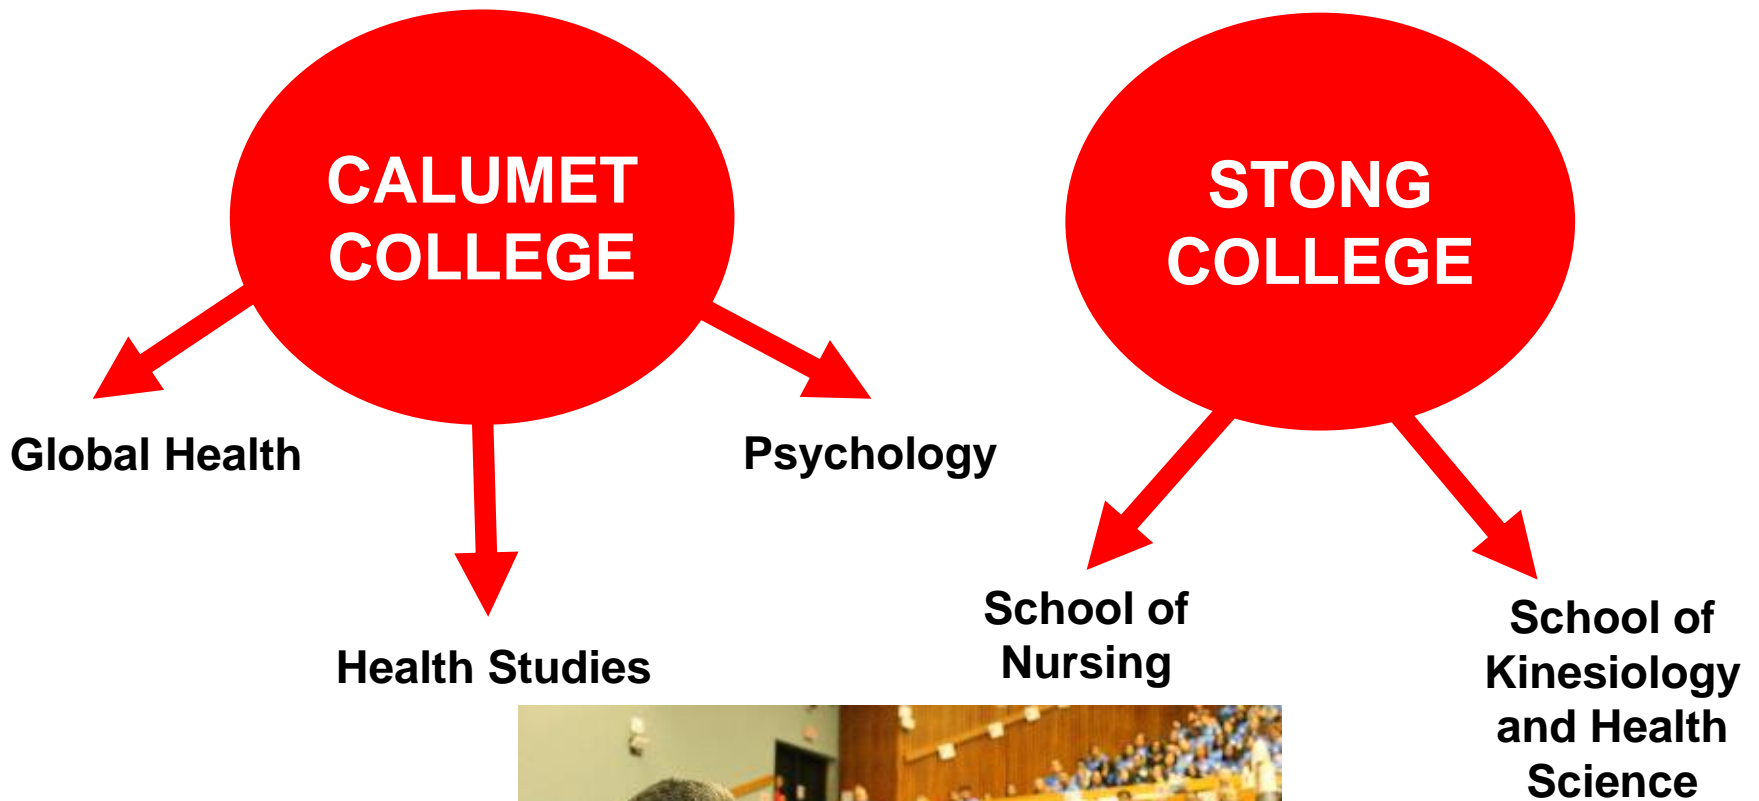 CALUMET
COLLEGE
STONG
COLLEGE
Global Health
Psychology
Health Studies
School of
Nursing
School of
Kinesiology
and Health
Science